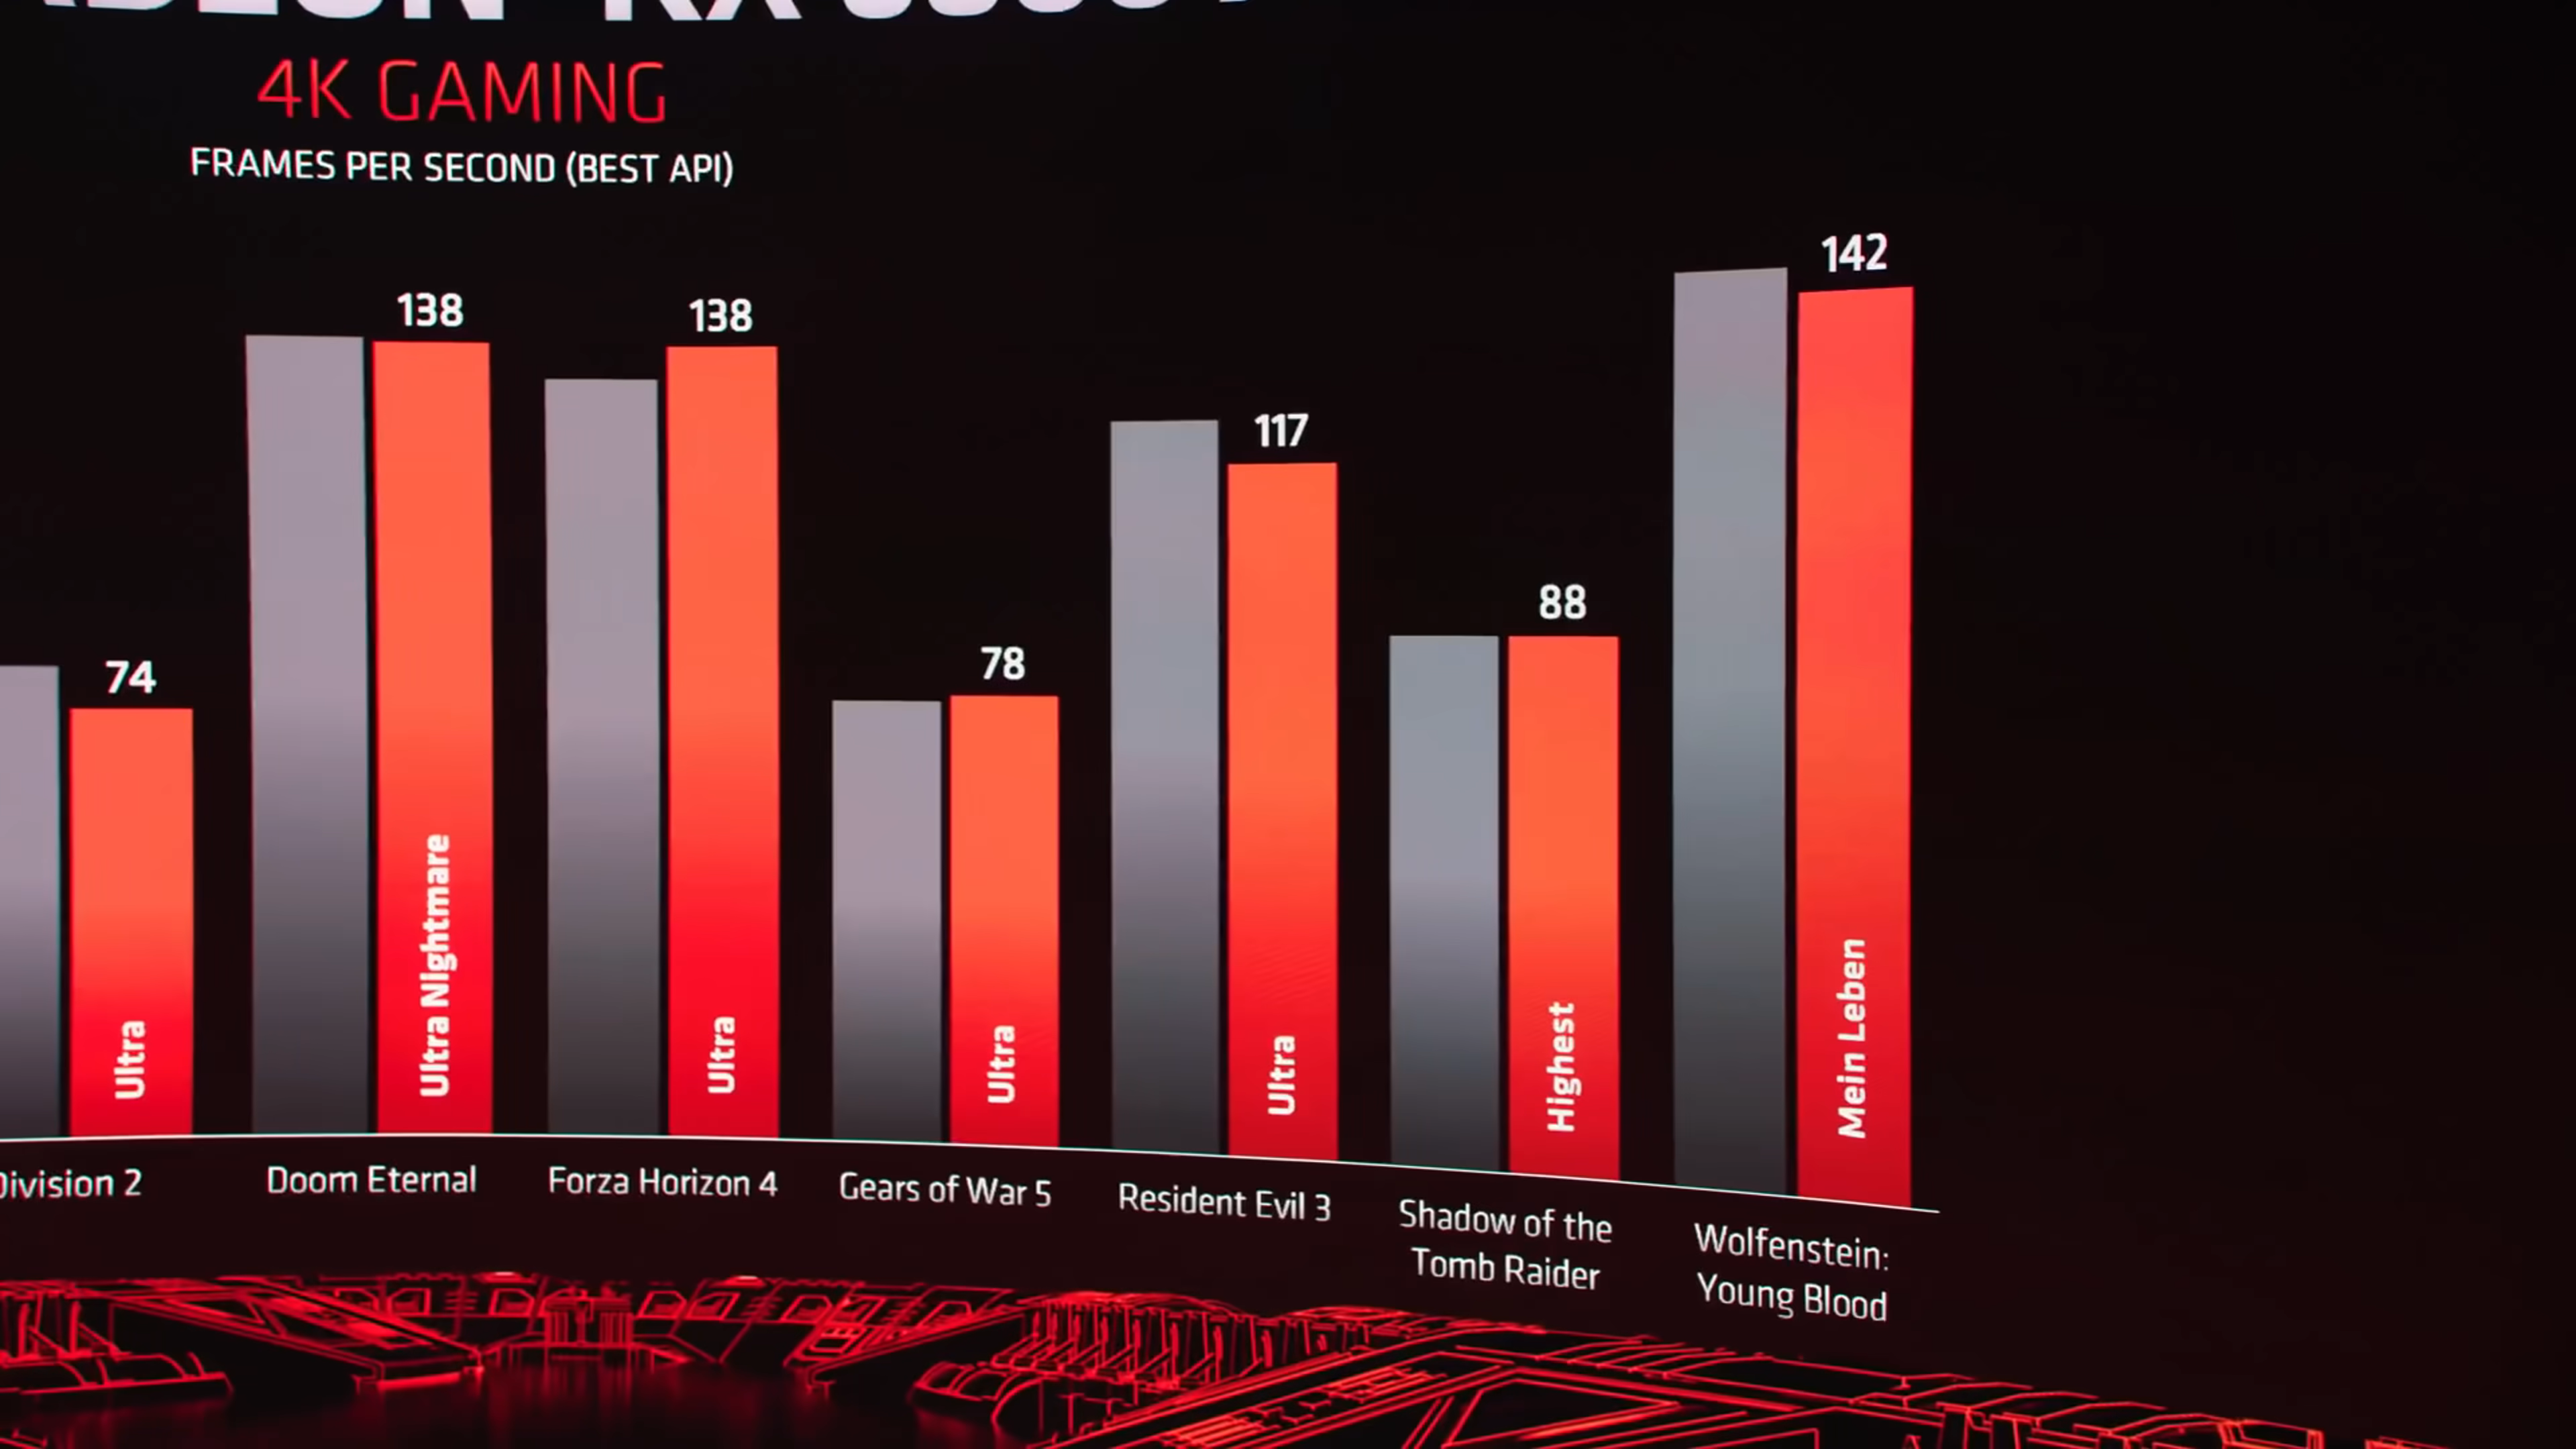 4K GAMING
FRAMES PER SECOND (BEST API)
74
138
138
78
117
88
142
Ultra
Ultra Nightmare
Ultra
Ultra
Ultra
Highest
Mein Leben
Division 2
Doom Eternal
Forza Horizon 4
Gears of War 5
Resident Evil 3
Shadow of the
Tomb Raider
Wolfenstein:
Young Blood